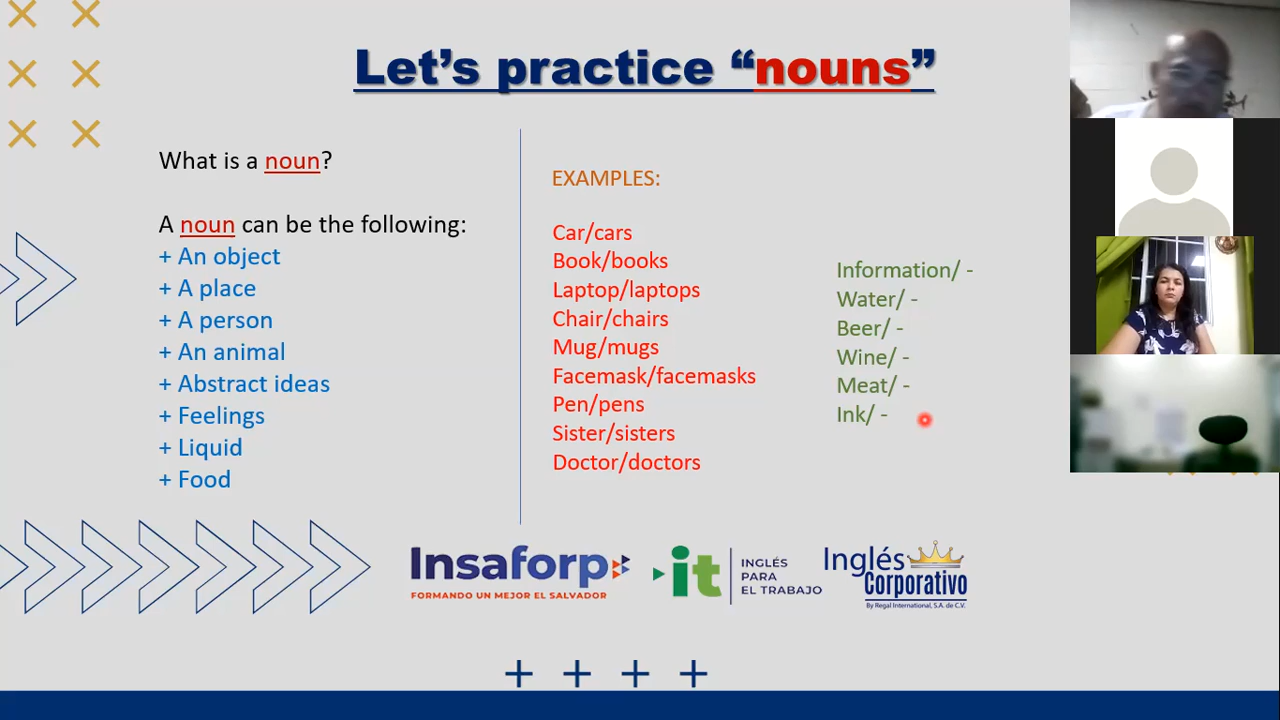 Let's practice “nouns”
What is a noun?
A noun can be the following:
+ An object
+ A place
+ A person
+ An animal
+ Abstract ideas
+ Feelings
+ Liquid
+ Food
EXAMPLES:
Car/cars
Book/books
Laptop/laptops
Chair/chairs
Mug/mugs
Facemask/facemasks
Pen/pens
Sister/sisters
Doctor/doctors
Information/ -
Water/ -
Beer/ -
Wine/ -
Meat/ -
Ink/ -
Insaforp
FORMANDO UN MEJOR EL SALVADOR
it
INGLÉS
PARA
EL TRABAJO
Inglés
Corporativo
By Regal International, S.A. de C.V.